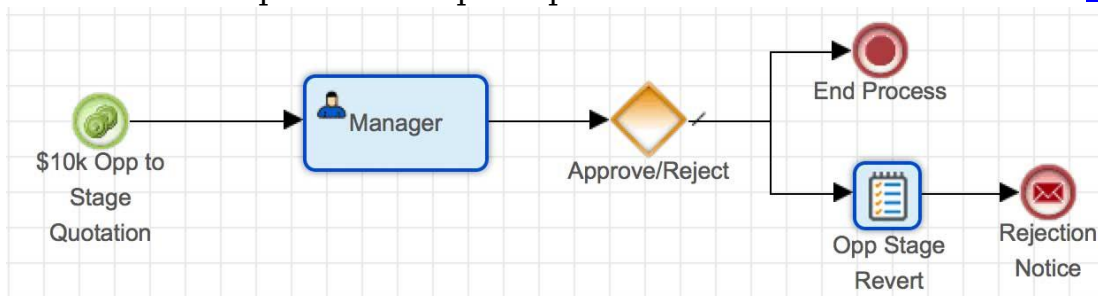 $10k Opp to
Stage
Quotation
Manager
Approve/Reject
End Process
Opp Stage
Revert
Rejection
Notice